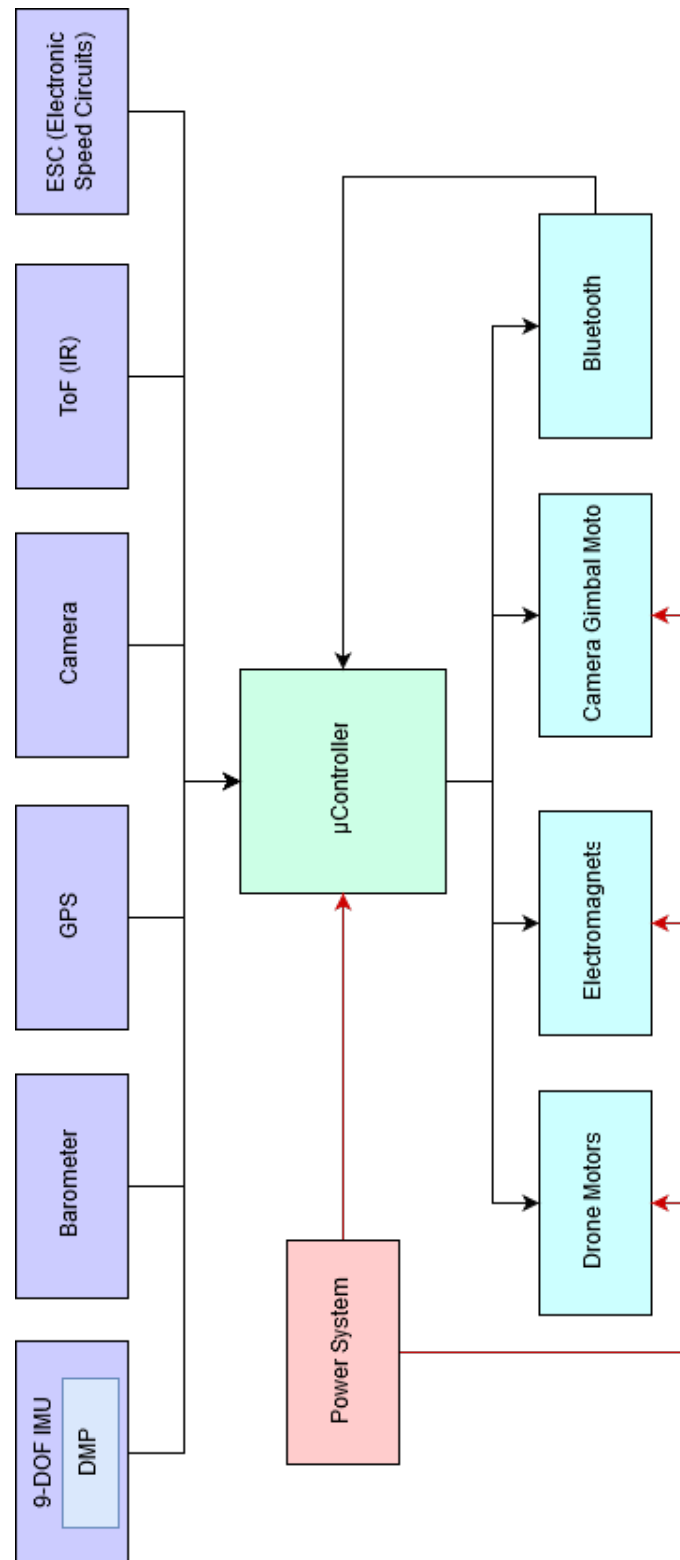 9-DOF IMU
DMP
Barometer
GPS
Camera
ToF (IR)
ESC (Electronic
Speed Circuits)
Power System
µController
Drone Motors
Electromagnets
Camera Gimbal Moto
Bluetooth